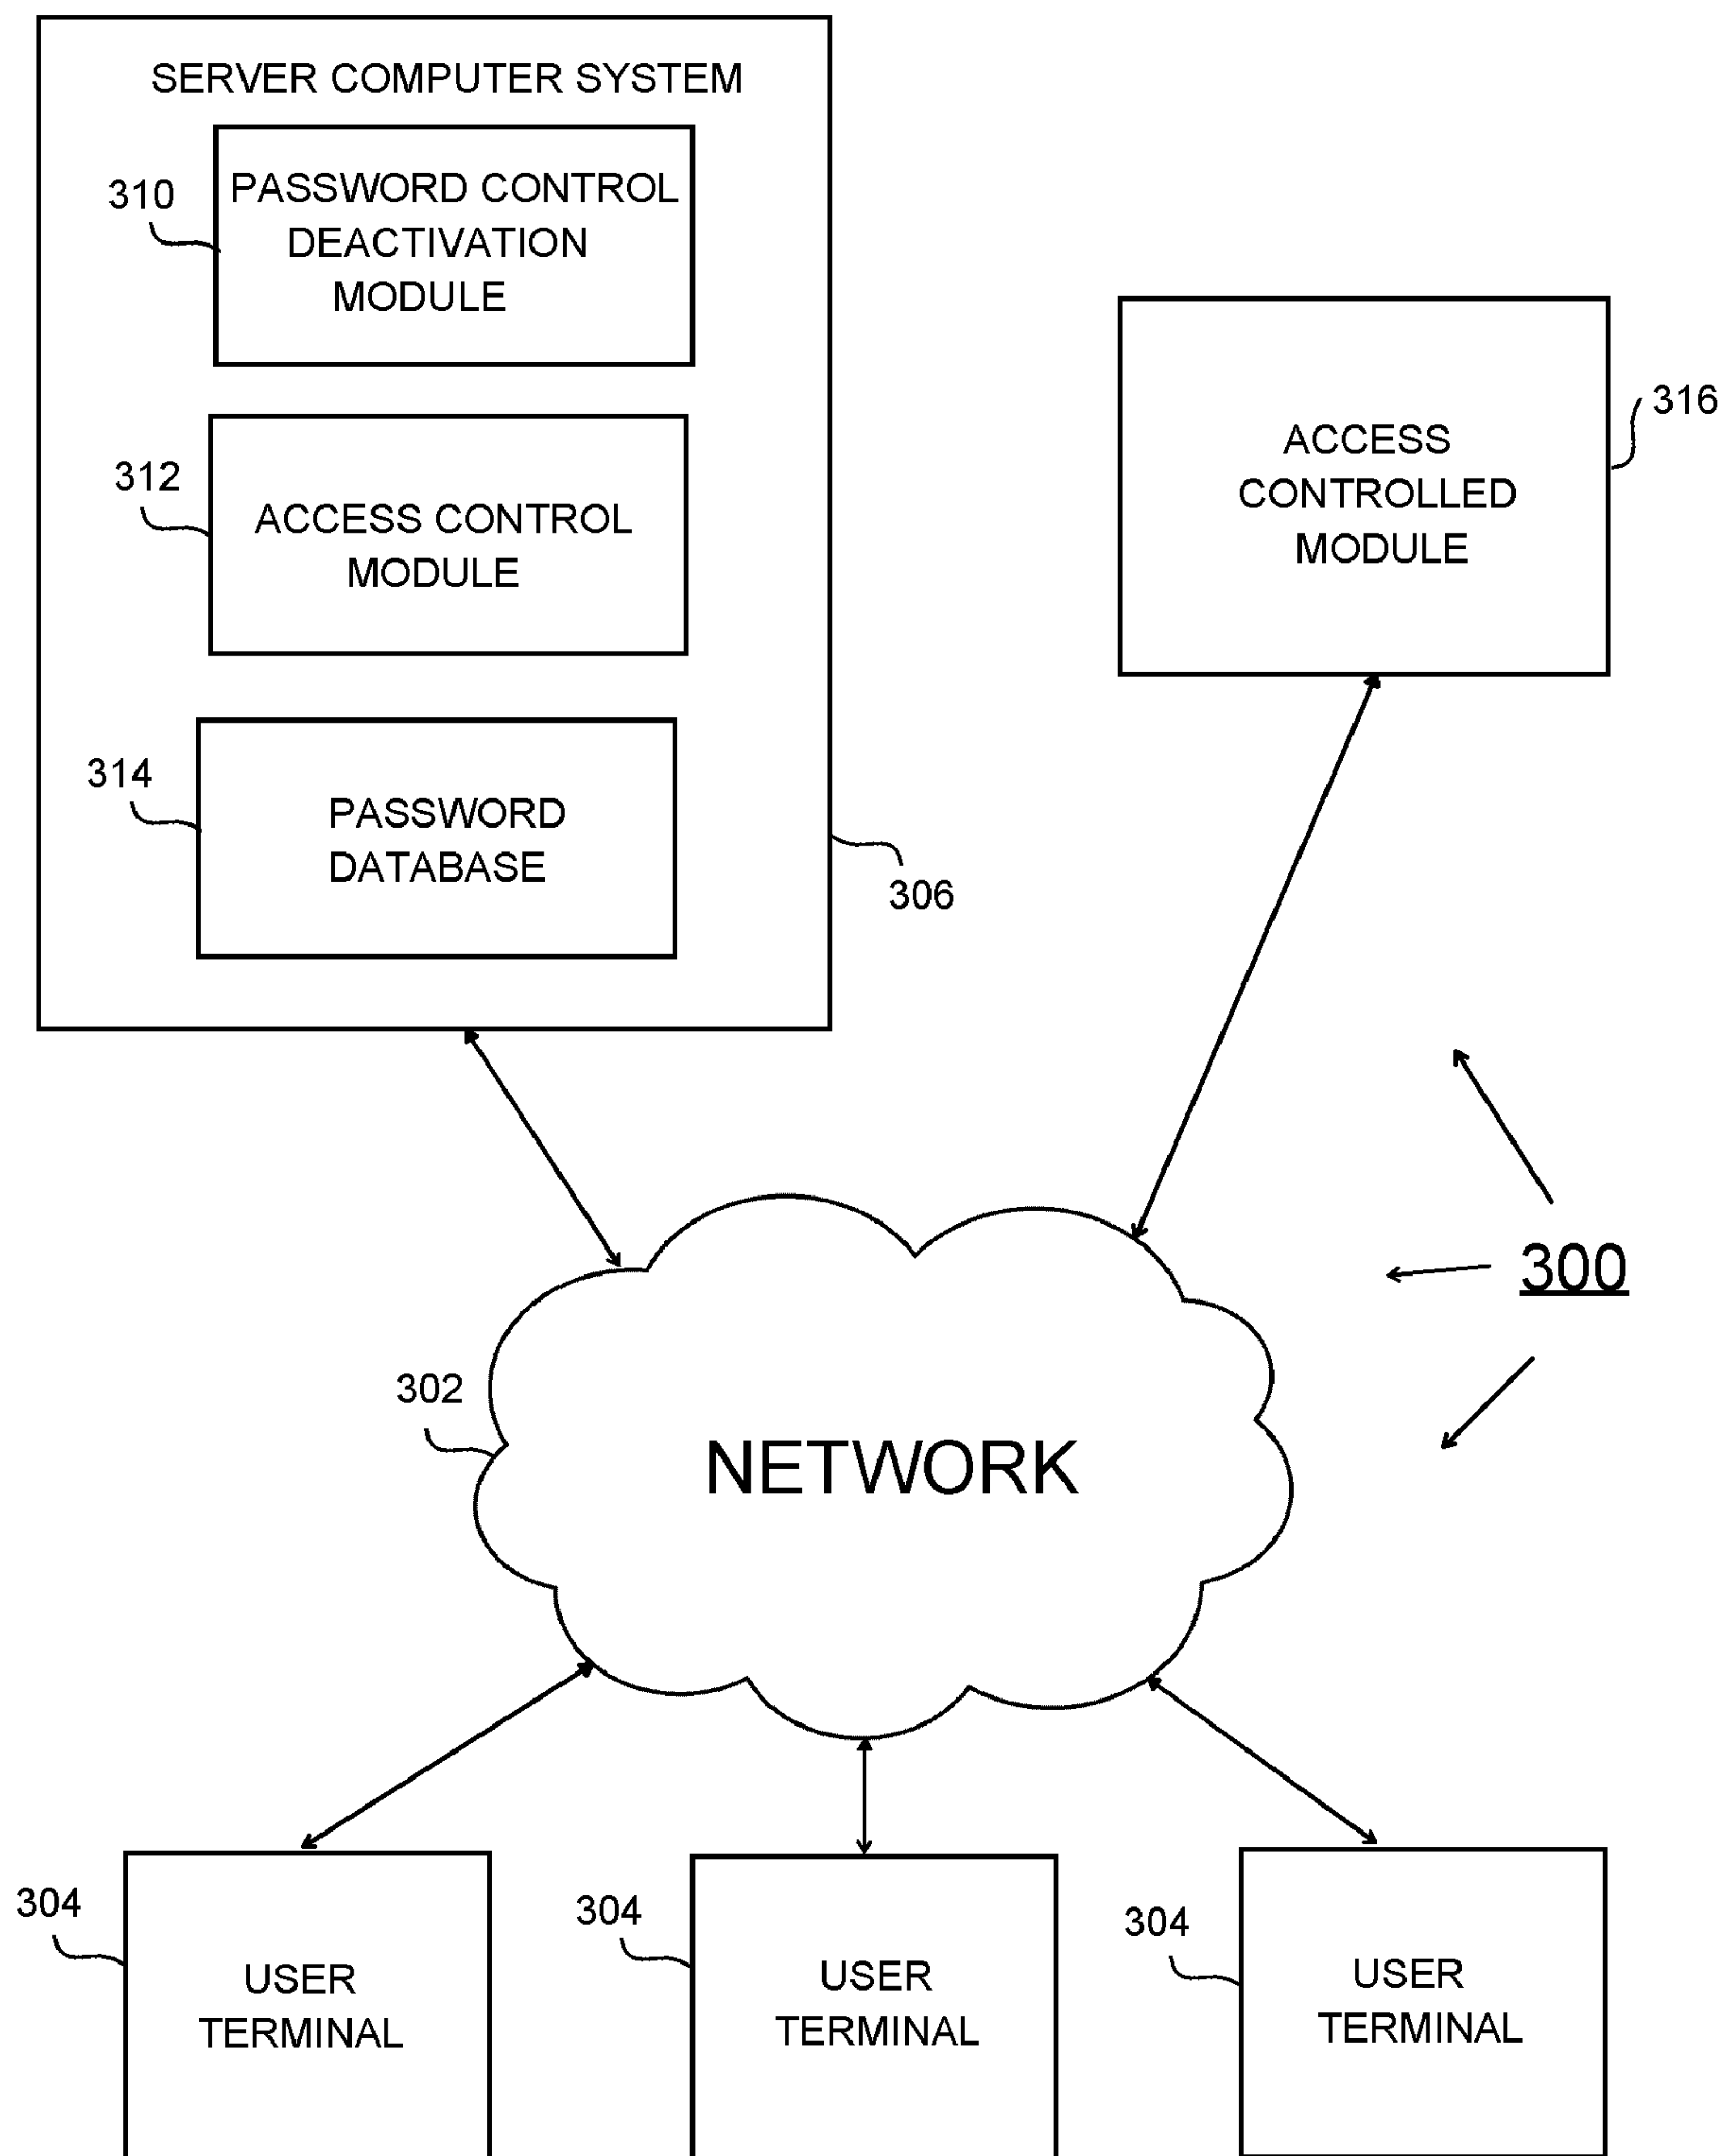 SERVER COMPUTER SYSTEM
310
PASSWORD CONTROL
DEACTIVATION
MODULE
312
ACCESS CONTROL
MODULE
314
PASSWORD
DATABASE
306
ACCESS
CONTROLLED
MODULE
316
300
302
NETWORK
304
USER
TERMINAL
304
USER
TERMINAL
304
USER
TERMINAL